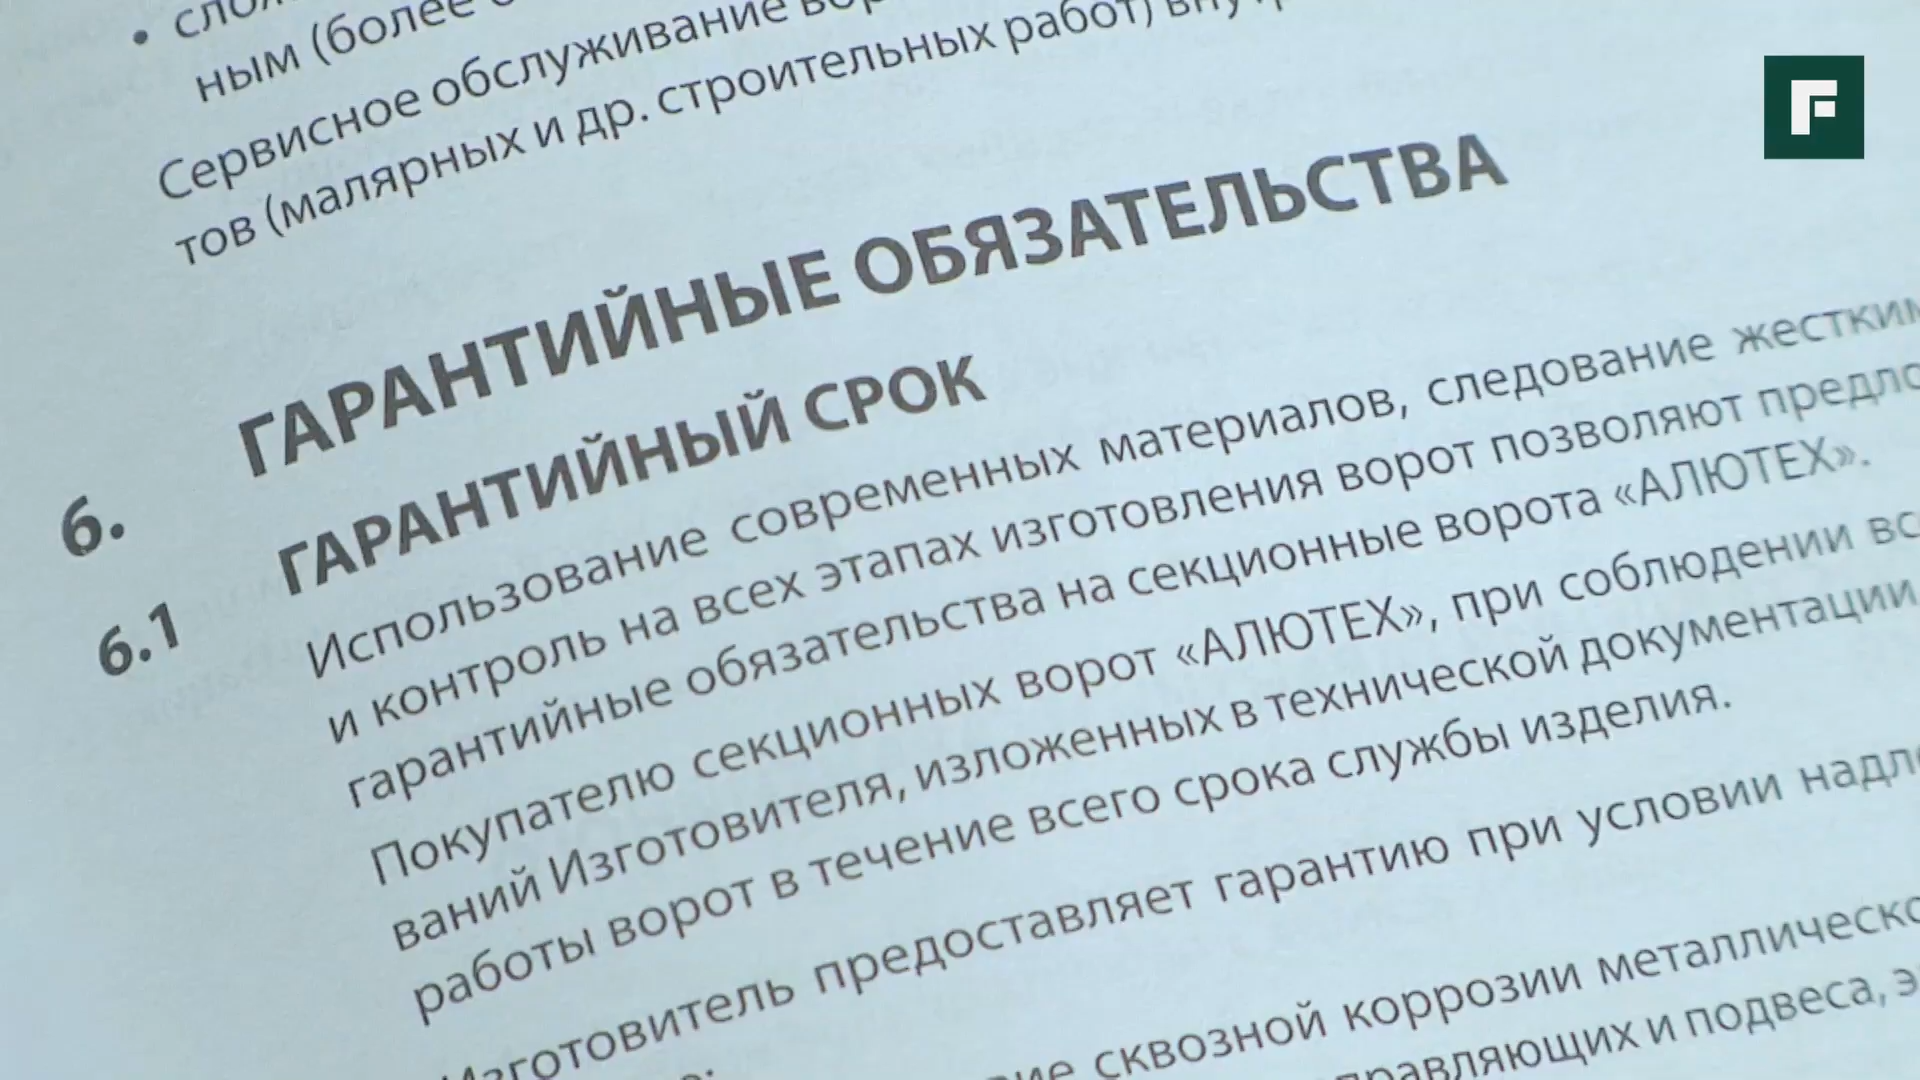 ным (более
Сервисное обслуживание
тов (малярных и др. строительных работ)
6. ГАРАНТИЙНЫЕ ОБЯЗАТЕЛЬСТВА
6.1 ГАРАНТИЙНЫЙ СРОК
Использование современных материалов, следование
и контроль на всех этапах изготовления ворот позволяют
гарантийные обязательства на секционные ворота «АЛЮТЕХ».
Покупателю секционных ворот «АЛЮТЕХ», при соблюдении
ваний Изготовителя, изложенных в технической документации
работы ворот в течение всего срока службы изделия.
Изготовитель предоставляет гарантию при условии
сквозной коррозии
и подвеса,
F